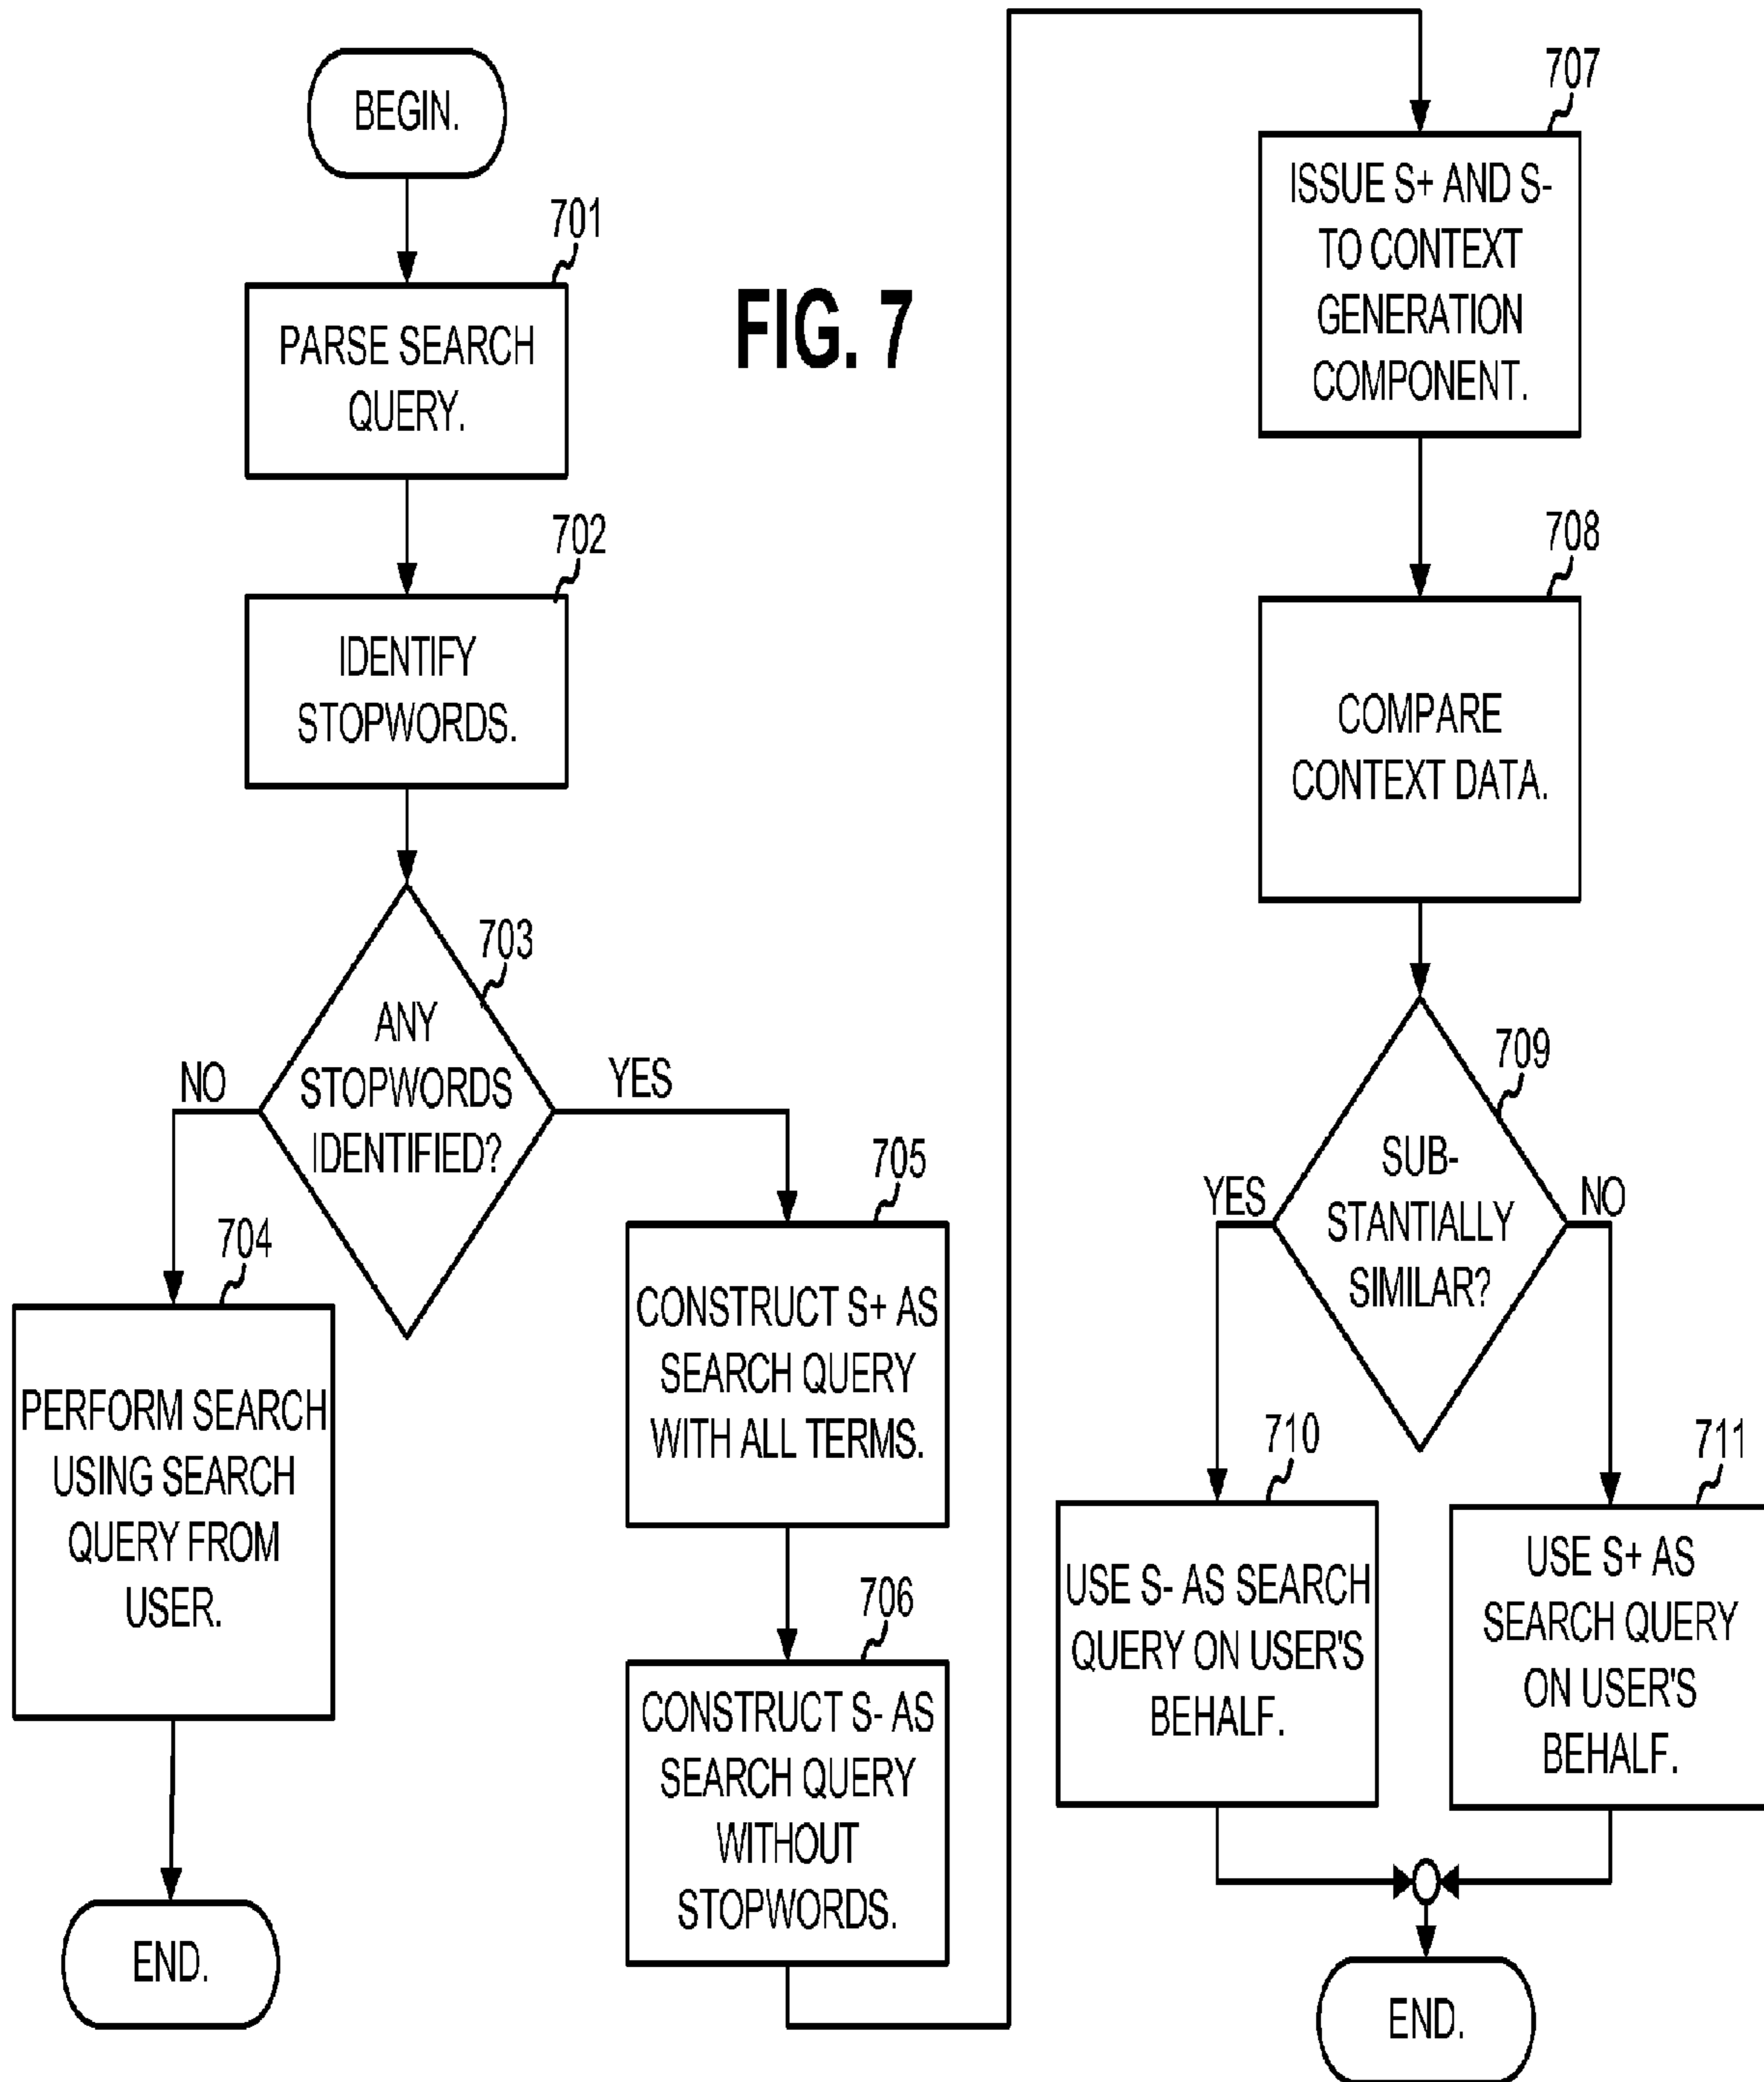 BEGIN.
701
PARSE SEARCH
QUERY.
702
IDENTIFY
STOPWORDS.
703
ANY
STOPWORDS
IDENTIFIED?
NO
YES
704
PERFORM SEARCH
USING SEARCH
QUERY FROM
USER.
END.
705
CONSTRUCT S+ AS
SEARCH QUERY
WITH ALL TERMS.
706
CONSTRUCT S- AS
SEARCH QUERY
WITHOUT
STOPWORDS.
FIG. 7
707
ISSUE S+ AND S-
TO CONTEXT
GENERATION
COMPONENT.
708
COMPARE
CONTEXT DATA.
709
SUB-
STANTIALLY
SIMILAR?
YES
NO
710
USE S- AS SEARCH
QUERY ON USER'S
BEHALF.
711
USE S+ AS
SEARCH QUERY
ON USER'S
BEHALF.
END.